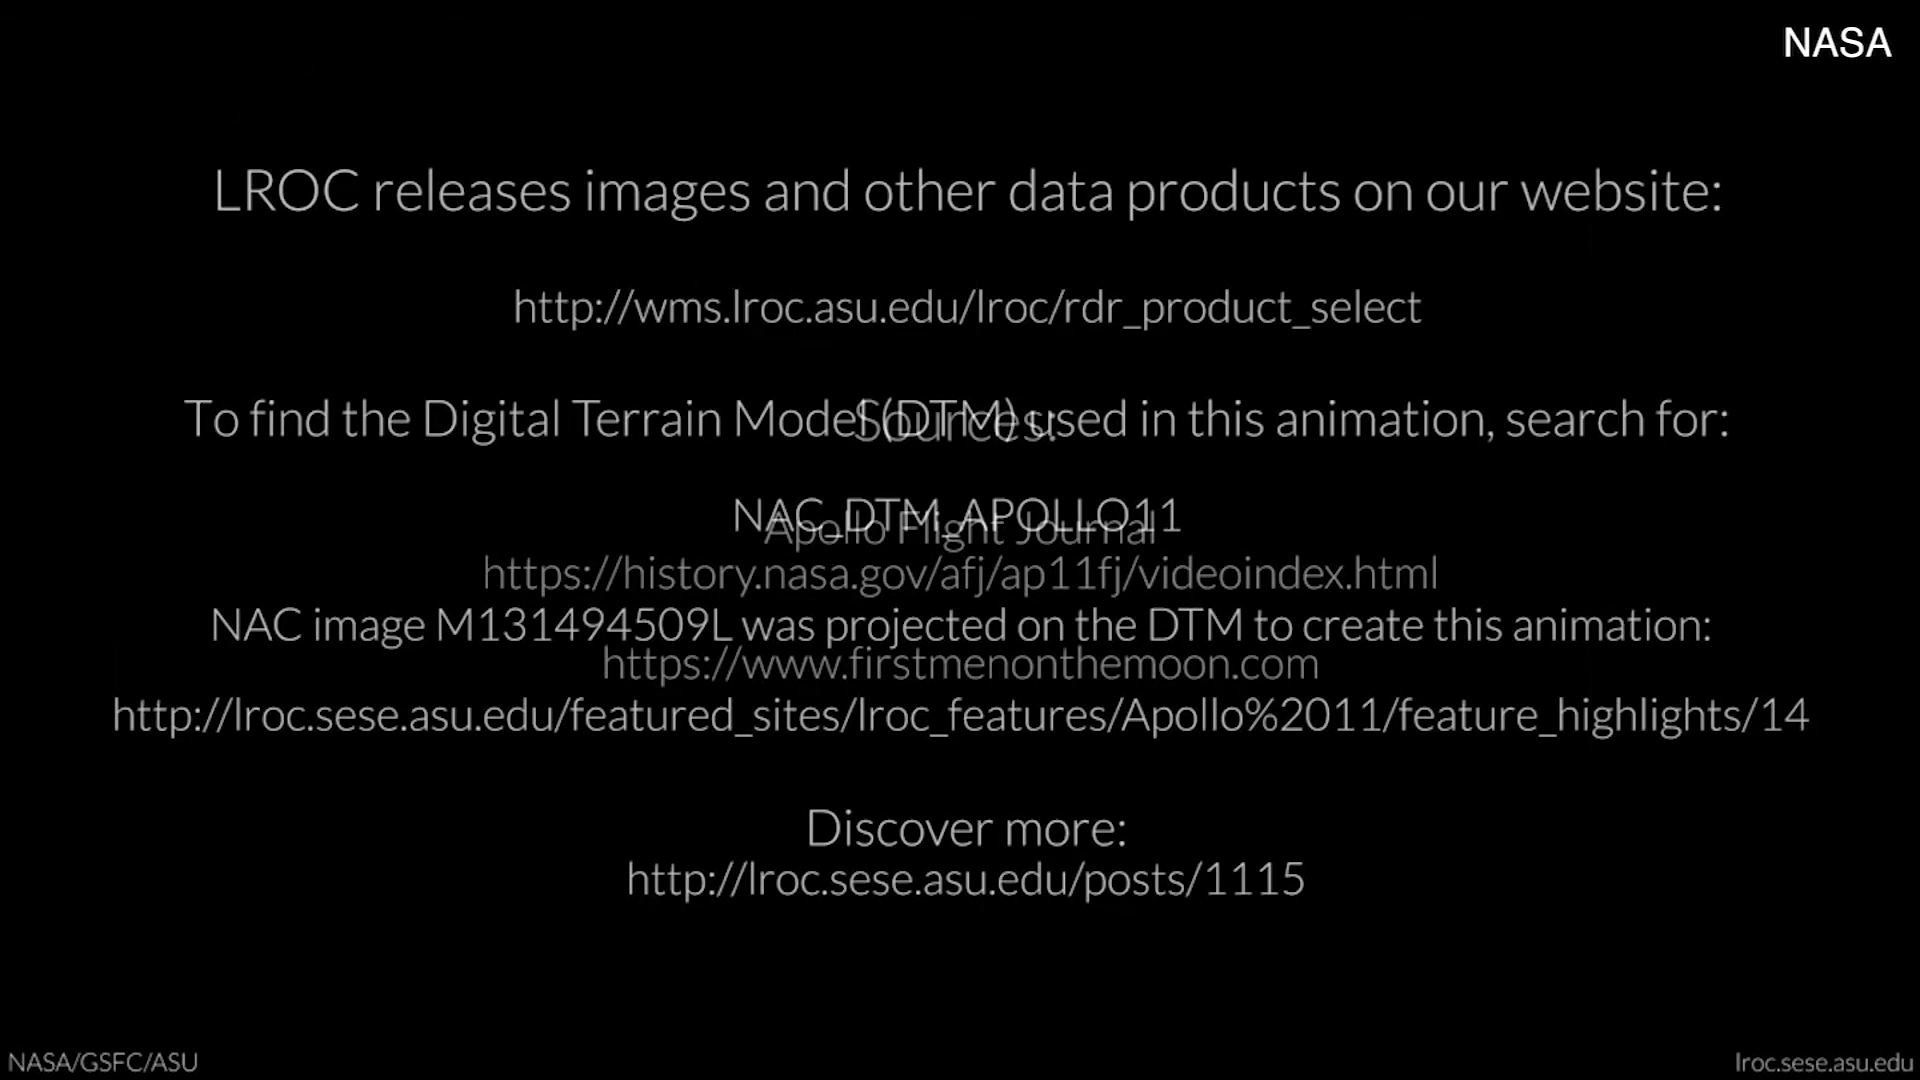 NASA
LROC releases images and other data products on our website:
http://wms.lroc.asu.edu/lroc/rdr_product_select
To find the Digital Terrain Model (DTM) used in this animation, search for:
Sources:
NAC_DTM_APOLLO11
Apollo Flight Journal
https://history.nasa.gov/afj/ap11fj/videoindex.html
NAC image M131494509L was projected on the DTM to create this animation:
https://www.firstmenonthemoon.com
http://lroc.sese.asu.edu/featured_sites/lroc_features/Apollo%2011/feature_highlights/14
Discover more:
http://lroc.sese.asu.edu/posts/1115
NASA/GSFC/ASU
lroc.sese.asu.edu